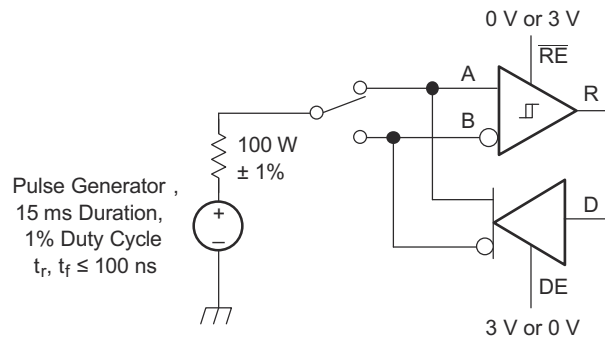 0 V or 3 V
RE
A
R
B
100 W
± 1%
Pulse Generator ,
15 ms Duration,
1% Duty Cycle
tr, tf ≤ 100 ns
+
–
D
DE
3 V or 0 V